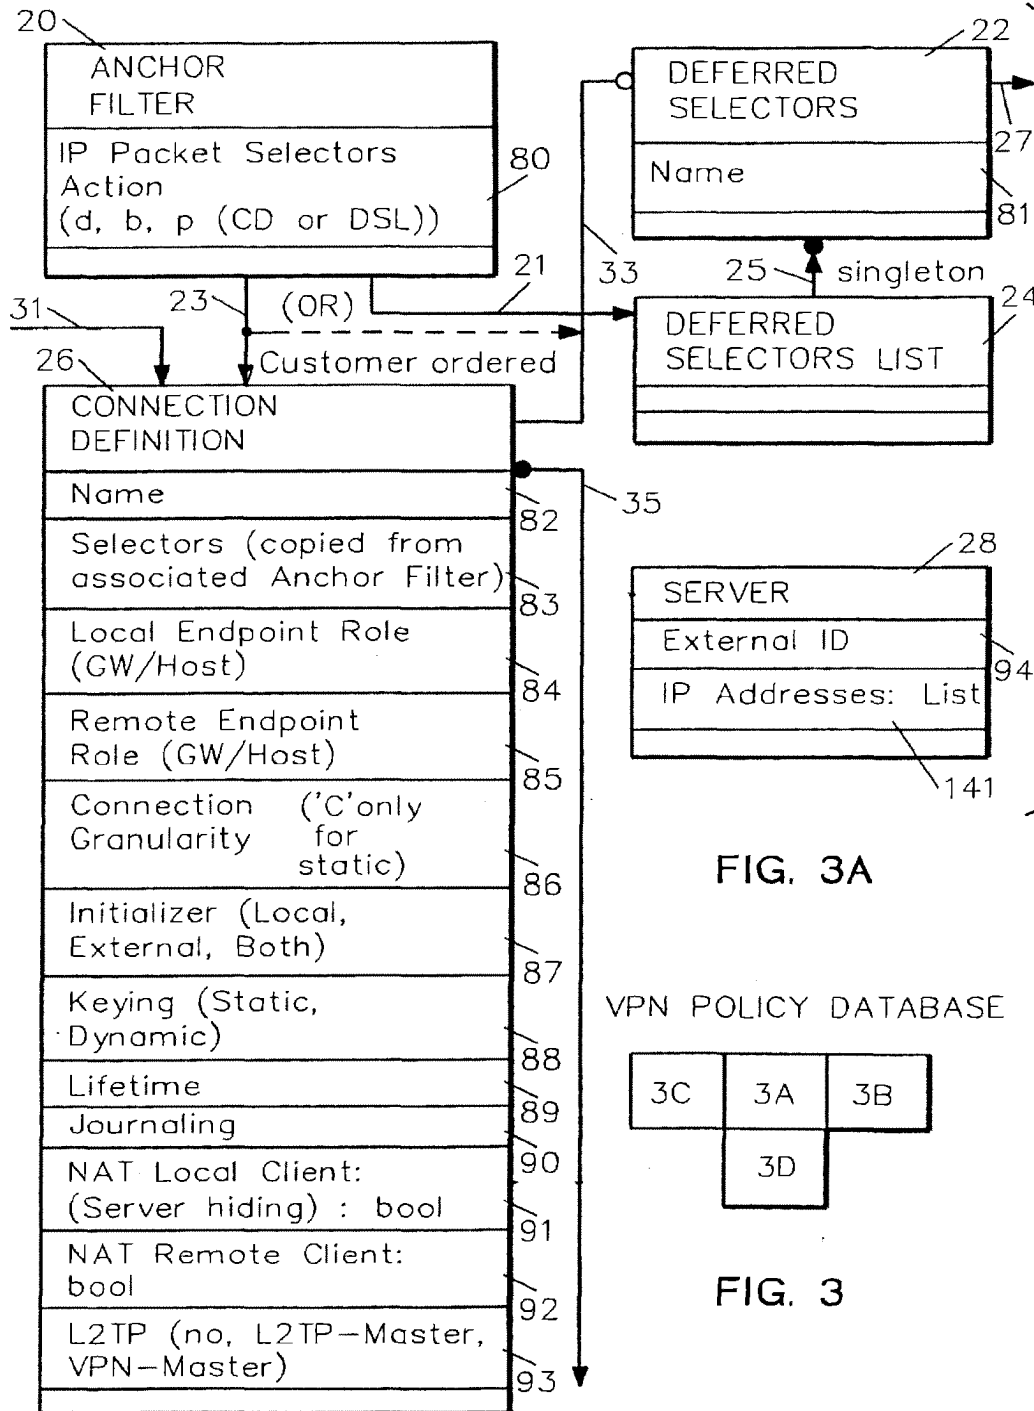 20
ANCHOR
FILTER
IP Packet Selectors
Action
(d, b, p (CD or DSL))
80
22
DEFERRED
SELECTORS
27
Name
81
23
(OR)
21
33
25
singleton
24
31
Customer ordered
DEFERRED
SELECTORS LIST
26
CONNECTION
DEFINITION
35
Name
82
Selectors (copied from
associated Anchor Filter)
83
Local Endpoint Role
(GW/Host)
84
Remote Endpoint
Role (GW/Host)
85
Connection ('C'only
Granularity for
static)
86
Initializer (Local,
External, Both)
87
Keying (Static,
Dynamic)
88
Lifetime
89
Journaling
90
NAT Local Client:
(Server hiding) : bool
91
NAT Remote Client:
bool
92
L2TP (no, L2TP-Master,
VPN-Master)
93
28
SERVER
External ID
94
IP Addresses: List
141
FIG. 3A
VPN POLICY DATABASE
3C 3A 3B
3D
FIG. 3